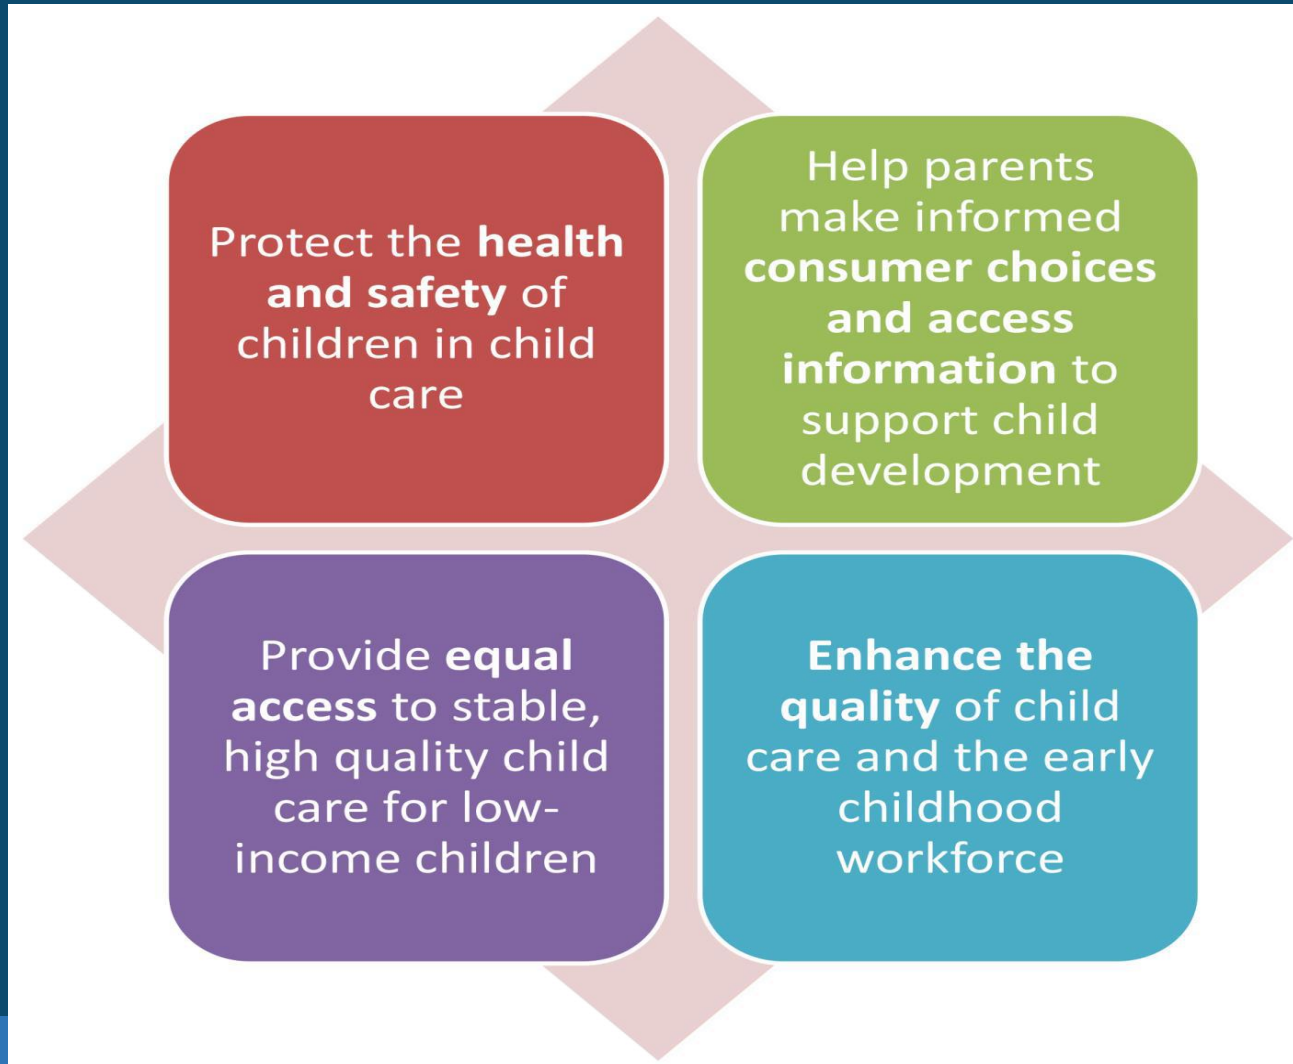 Protect the health
and safety of
children in child
care
Help parents
make informed
consumer choices
and access
information to
support child
development
Provide equal
access to stable,
high quality child
care for low-
income children
Enhance the
quality of child
care and the early
childhood
workforce